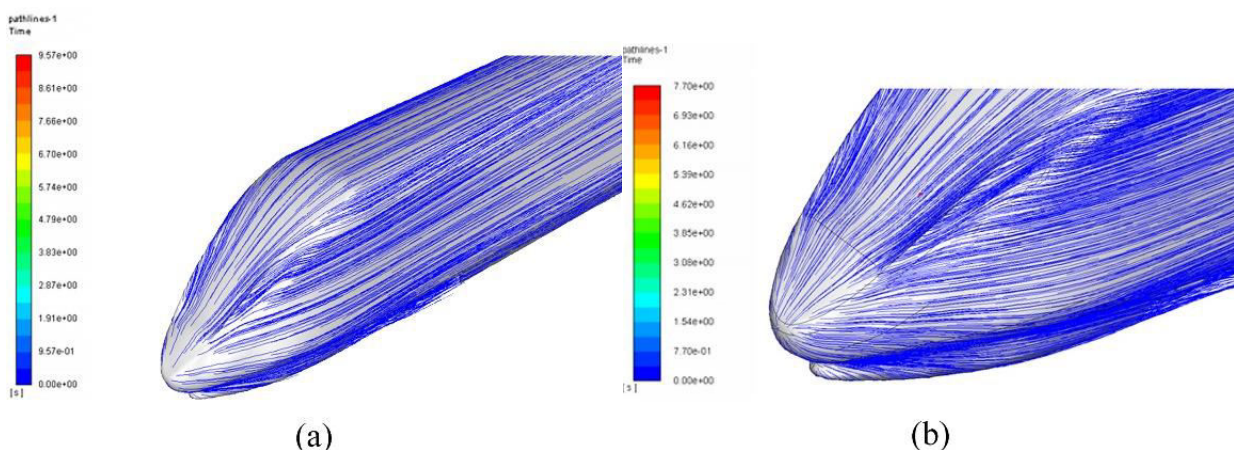 pathlines-1
Time
9.57e+00
8.61e+00
7.66e+00
6.70e+00
5.74e+00
4.79e+00
3.83e+00
2.87e+00
1.91e+00
9.57e-01
0.00e+00
[s]
(a)
pathlines-1
Time
7.70e+00
6.93e+00
6.16e+00
5.39e+00
4.62e+00
3.85e+00
3.08e+00
2.31e+00
1.54e+00
7.70e-01
0.00e+00
[s]
(b)